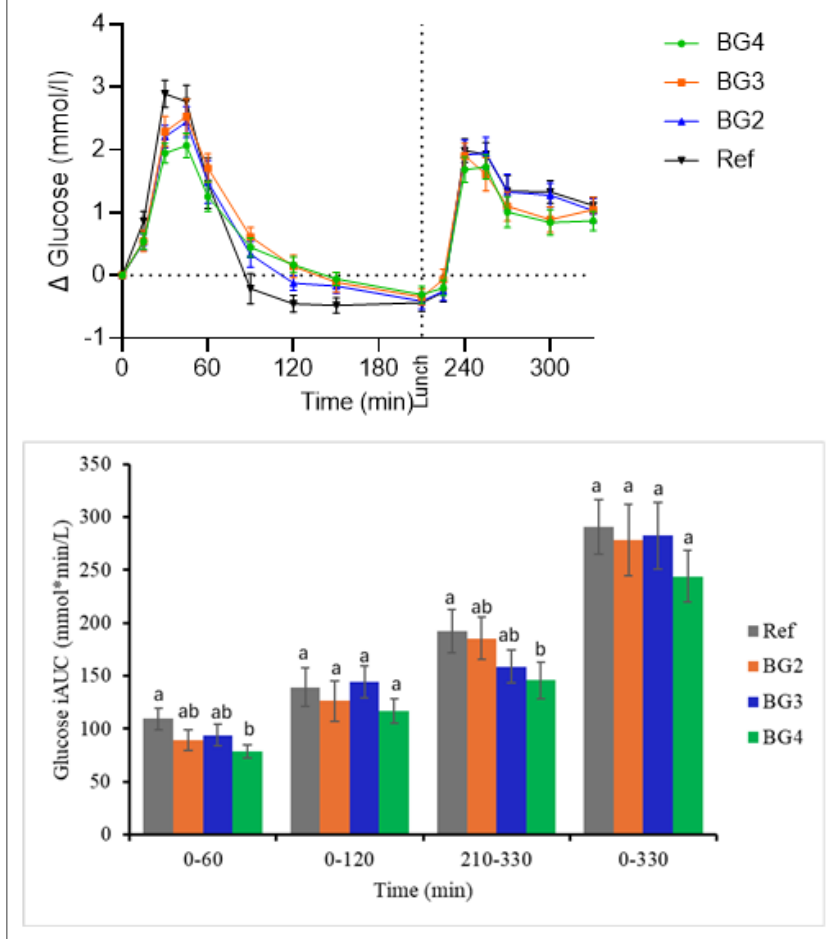 4
3
2
1
0
-1
Δ Glucose (mmol/l)
0
60
120
180
240
300
Time (min)
Lunch
BG4
BG3
BG2
Ref
350
300
250
200
150
100
50
0
Glucose iAUC (mmol*min/L)
a ab ab b
a a a a
a ab ab b
a a a a
0-60 0-120 210-330 0-330
Time (min)
Ref
BG2
BG3
BG4